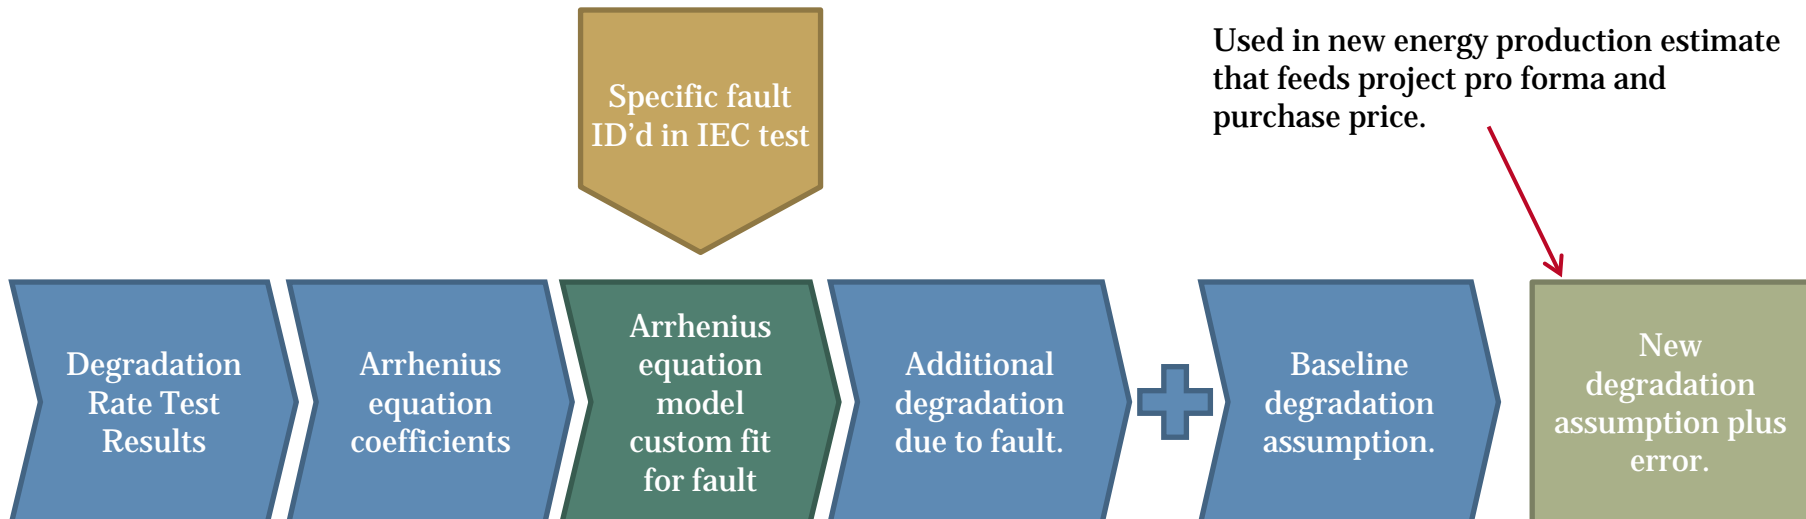 Specific fault
ID’d in IEC test
Used in new energy production estimate
that feeds project pro forma and
purchase price.
Degradation
Rate Test
Results
Arrhenius
equation
coefficients
Arrhenius
equation
model
custom fit
for fault
Additional
degradation
due to fault.
Baseline
degradation
assumption.
New
degradation
assumption plus
error.